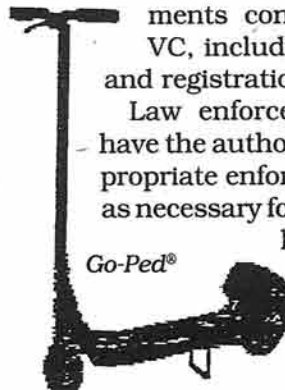 ments con
VC, includ
and registratio
Law enforce
have the autho
propriate enfor
as necessary fo
Go-Ped®